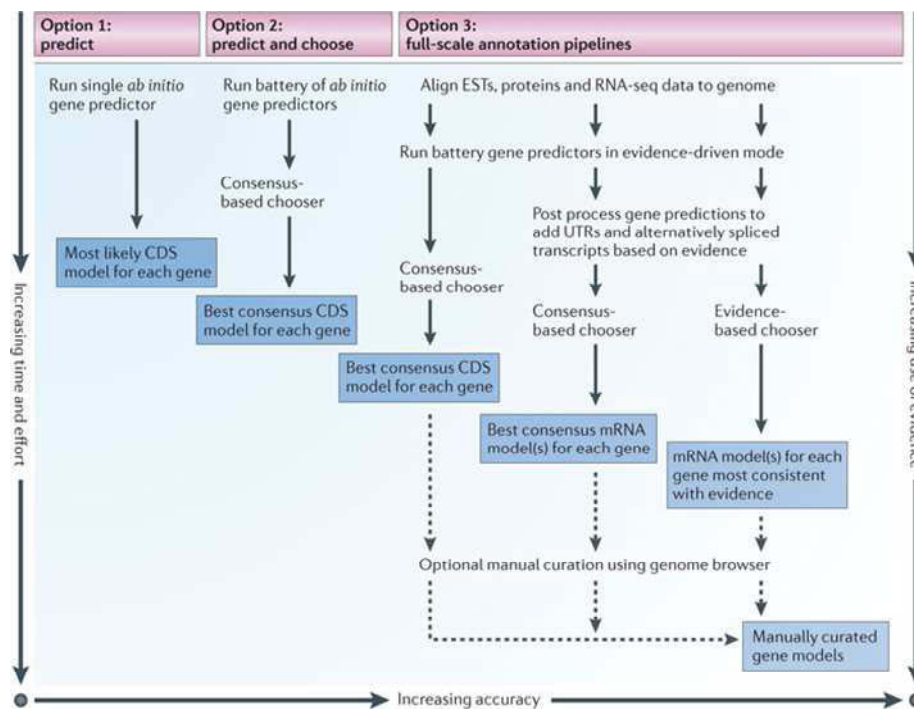 Option 1:
predict
Option 2:
predict and choose
Option 3:
full-scale annotation pipelines
Run single ab initio
gene predictor
Run battery of ab initio
gene predictors
Align ESTs, proteins and RNA-seq data to genome
Run battery gene predictors in evidence-driven mode
Consensus-
based chooser
Post process gene predictions to
add UTRs and alternatively spliced
transcripts based on evidence
Most likely CDS
model for each gene
Consensus-
based chooser
Best consensus CDS
model for each gene
Consensus-
based chooser
Evidence-
based chooser
Best consensus CDS
model for each gene
Best consensus mRNA
model(s) for each gene
mRNA model(s) for each
gene most consistent
with evidence
Optional manual curation using genome browser
Manually curated
gene models
Increasing time and effort
Increasing use of evidence
Increasing accuracy